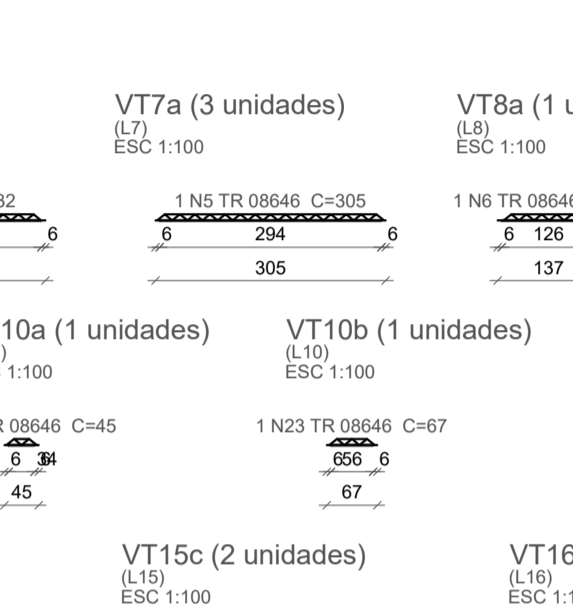 VT7a (3 unidades)
(L7)
ESC 1:100
VT8a (1 u
(L8)
ESC 1:100
32
6
1 N5 TR 08646 C=305
6 294 6
305
1 N6 TR 08646
6 126
137
10a (1 unidades)
)
1:100
VT10b (1 unidades)
(L10)
ESC 1:100
R 08646 C=45
6 34
45
1 N23 TR 08646 C=67
656 6
67
VT15c (2 unidades)
(L15)
ESC 1:100
VT16
(L16)
ESC 1:1